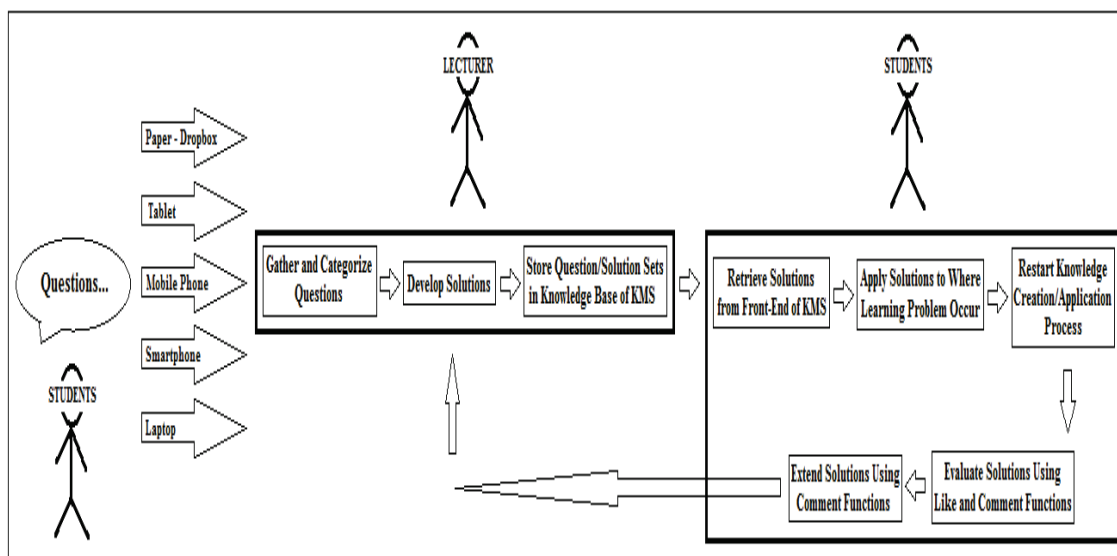 LECTURER
STUDENTS
Paper - Dropbox
Tablet
Mobile Phone
Smartphone
Laptop
Questions...
STUDENTS
Gather and Categorize
Questions
Develop Solutions
Store Question/Solution Sets
in Knowledge Base of KMS
Retrieve Solutions
from Front-End of KMS
Apply Solutions to Where
Learning Problem Occur
Restart Knowledge
Creation/Application
Process
Evaluate Solutions Using
Like and Comment Functions
Extend Solutions Using
Comment Functions